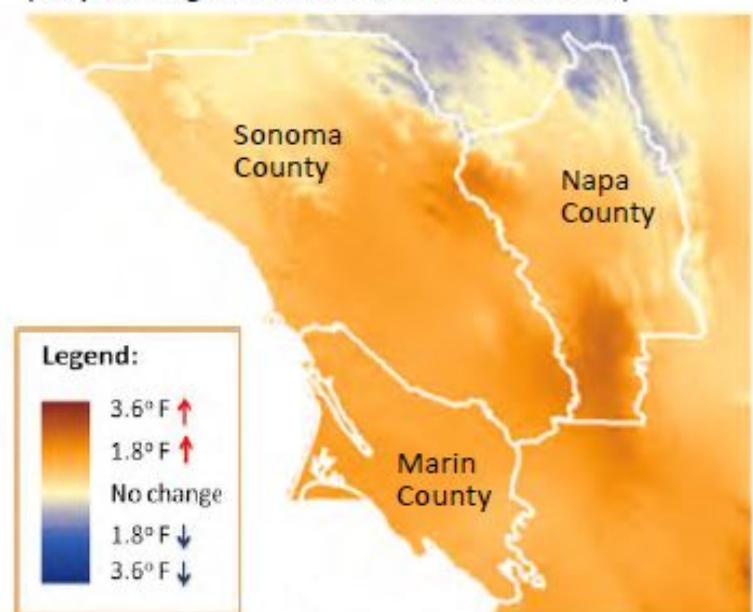 Sonoma
County
Napa
County
Marin
County
Legend:
3.6° F ↑
1.8° F ↑
No change
1.8° F ↓
3.6° F ↓